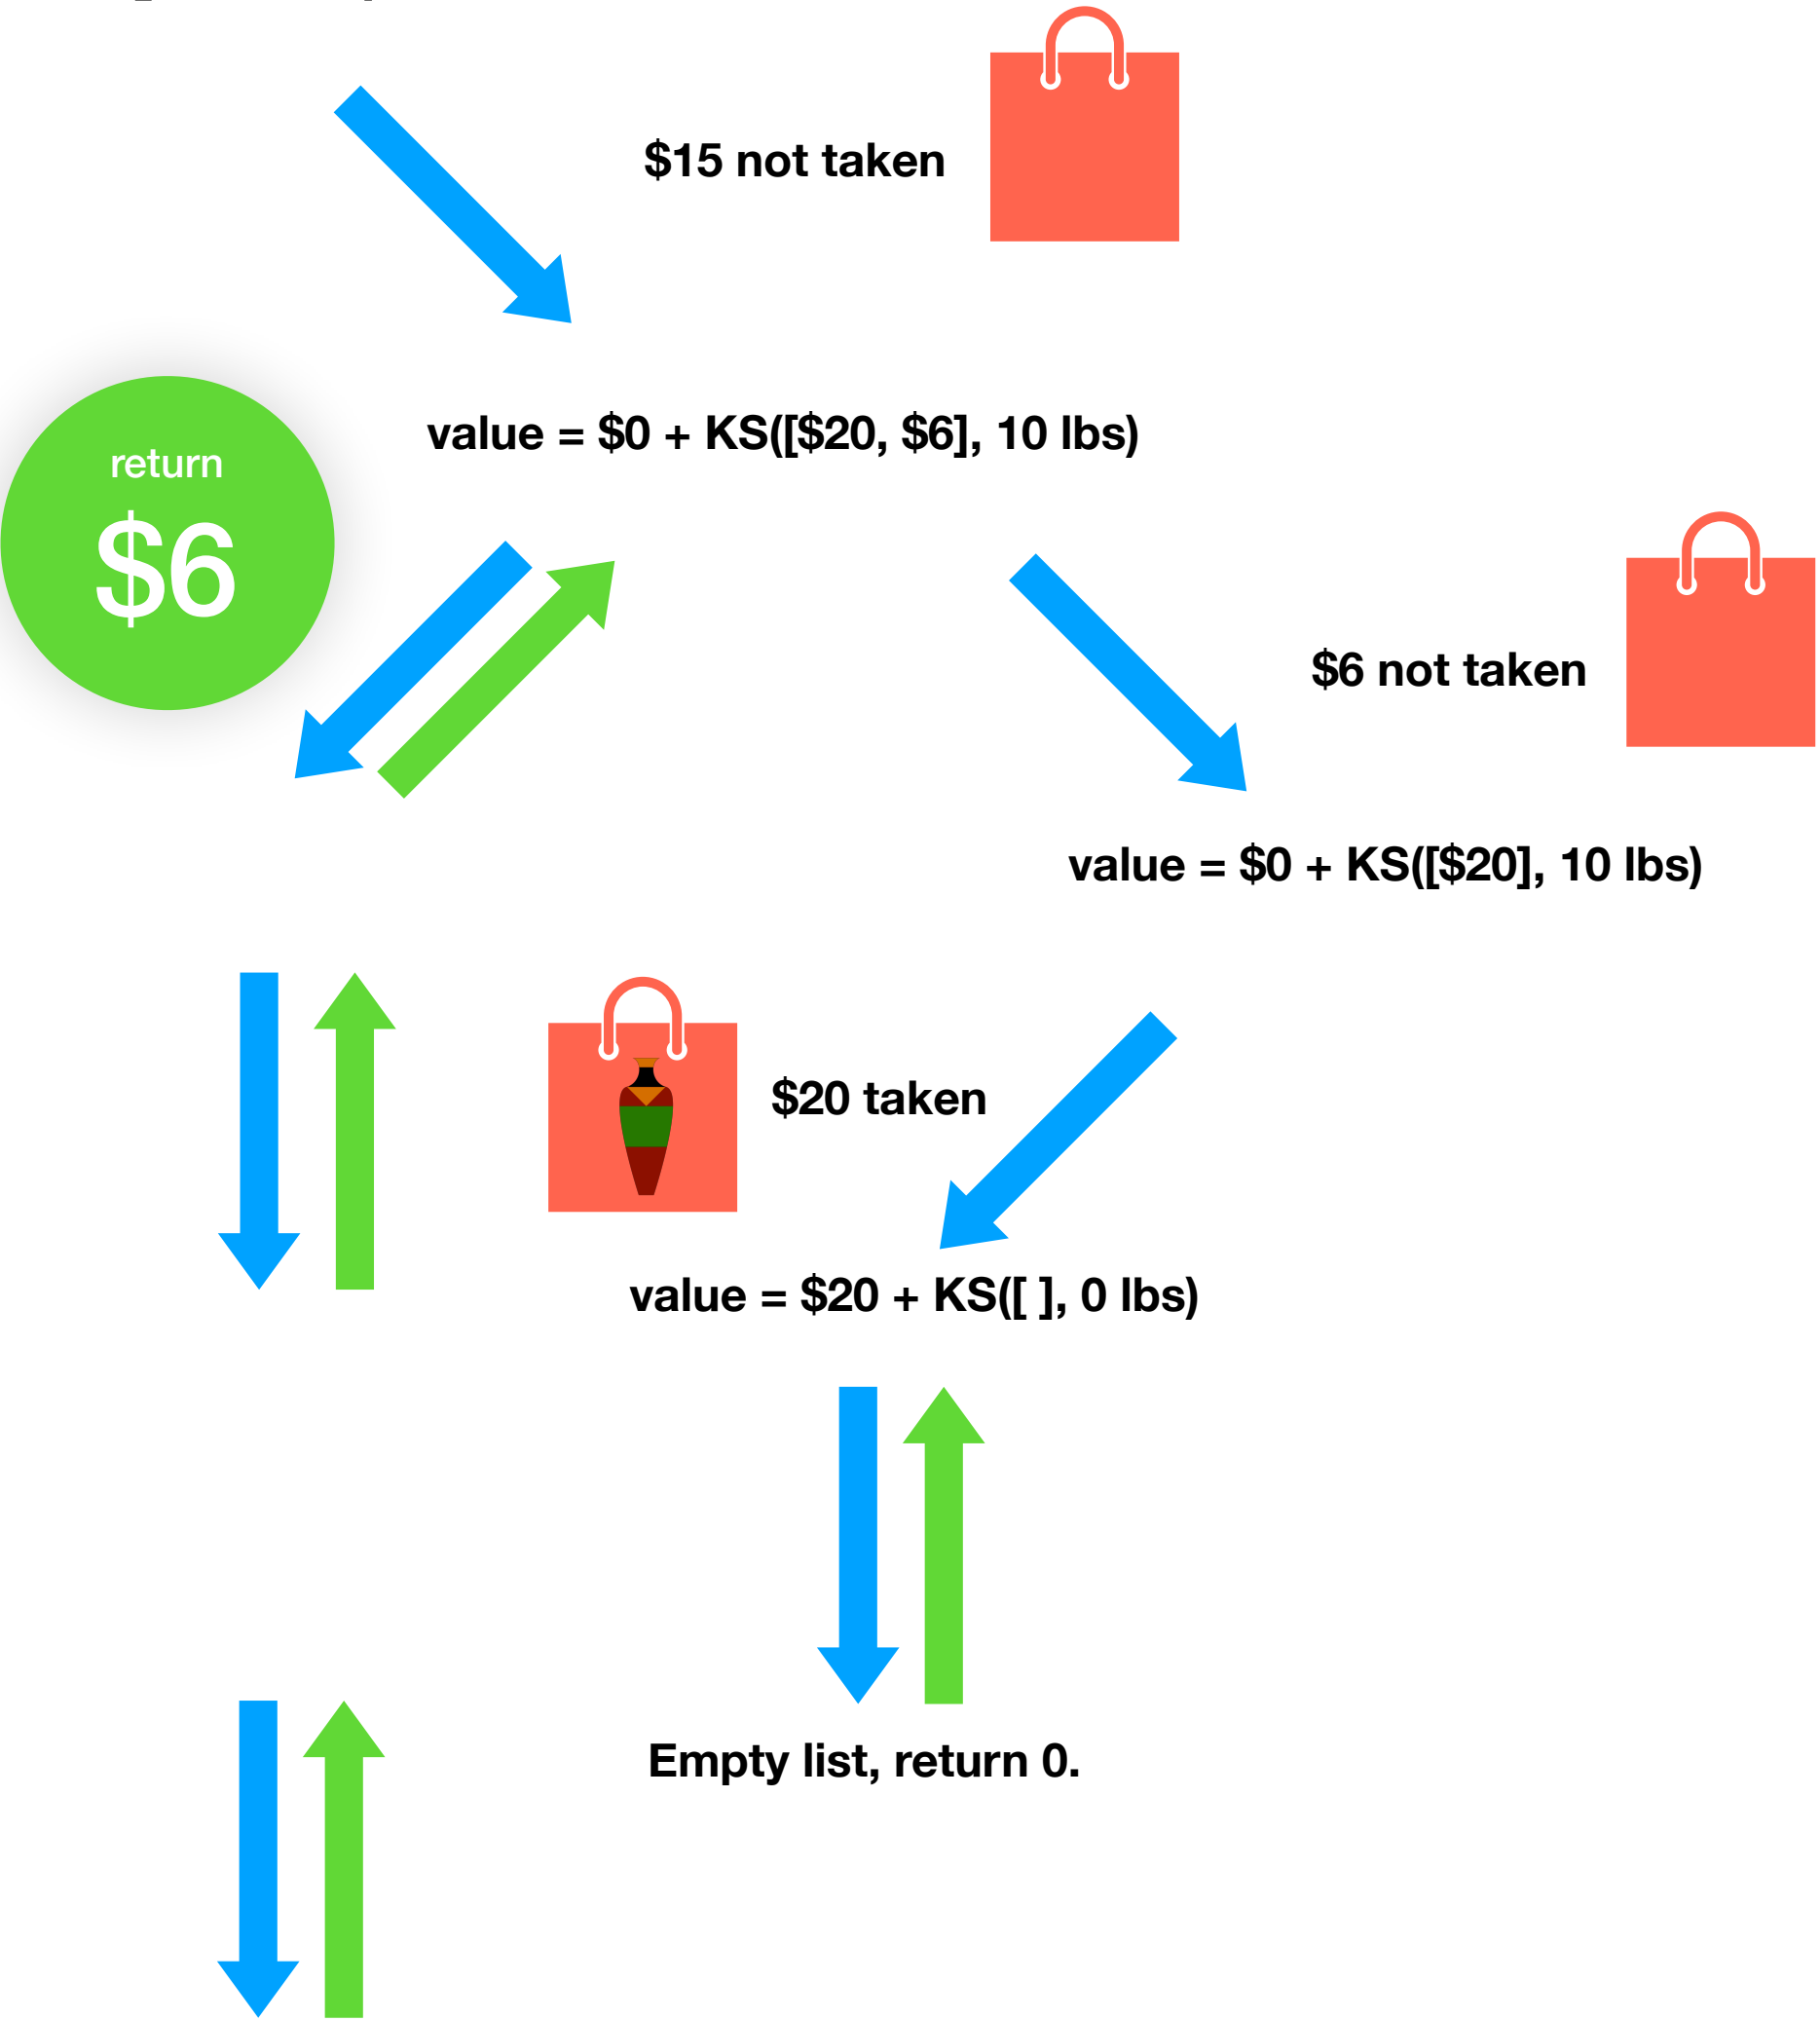 $15 not taken
value = $0 + KS([$20, $6], 10 lbs)
return
$6
$6 not taken
value = $0 + KS([$20], 10 lbs)
$20 taken
value = $20 + KS([ ], 0 lbs)
Empty list, return 0.